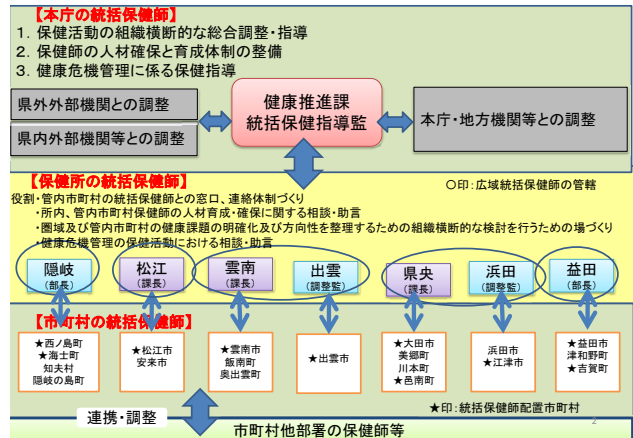 【本庁の統括保健師】
1. 保健活動の組織横断的な総合調整・指導
2. 保健師の人材確保と育成体制の整備
3. 健康危機管理に係る保健指導
県外外部機関との調整
県内外部機関等との調整
健康推進課
統括保健指導監
本庁・地方機関等との調整
【保健所の統括保健師】
○印:広域統括保健師の管轄
役割・管内市町村の統括保健師との窓口、連絡体制づくり
・所内、管内市町村保健師の人材育成・確保に関する相談・助言
・圏域及び管内市町村の健康課題の明確化及び方向性を整理するための組織横断的な検討を行うための場づくり
・健康危機管理の保健活動における相談・助言
隠岐
(部長)
松江
(課長)
雲南
(課長)
出雲
(調整監)
県央
(課長)
浜田
(調整監)
益田
(部長)
【市町村の統括保健師】
★西ノ島町
★海士町
知夫村
隠岐の島町
★松江市
安来市
★雲南市
飯南町
奥出雲町
★出雲市
★大田市
美郷町
川本町
★邑南町
浜田市
★江津市
★益田市
津和野町
★吉賀町
連携・調整
★印:統括保健師配置市町村
2
市町村他部署の保健師等